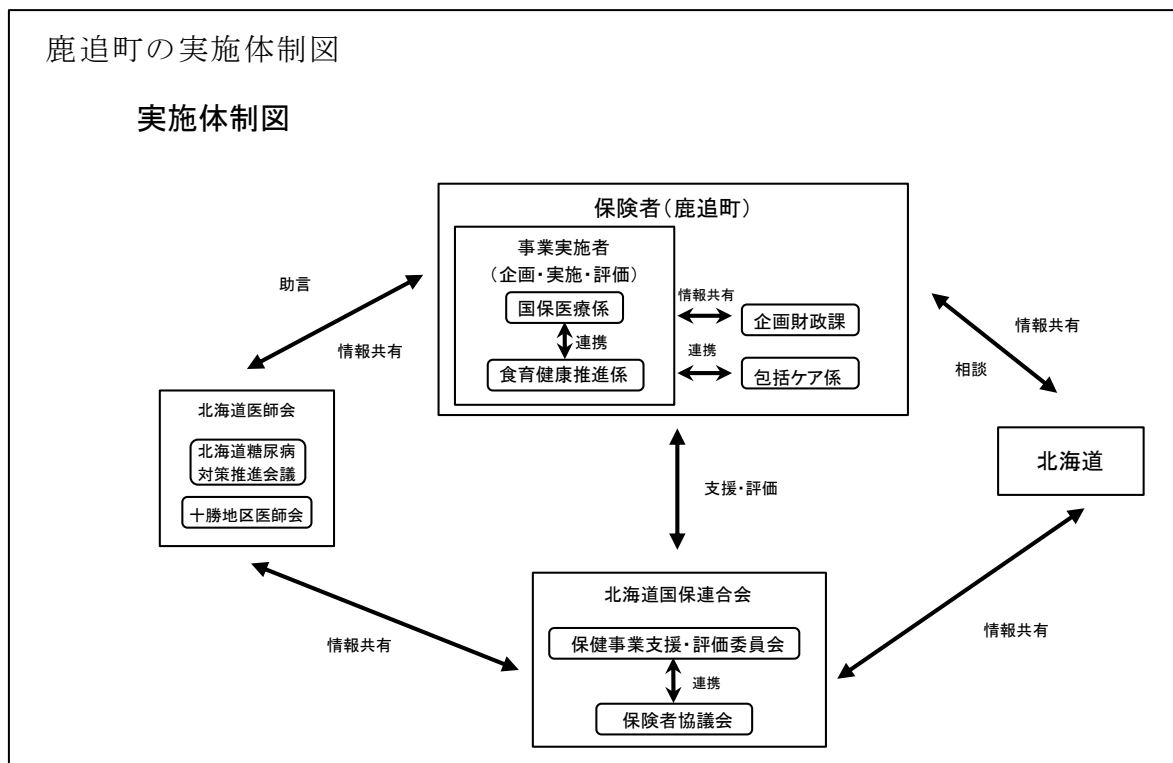 鹿追町の実施体制図
実施体制図
保険者(鹿追町)
事業実施者
(企画・実施・評価)
国保医療係
連携
食育健康推進係
情報共有
企画財政課
連携
包括ケア係
助言
情報共有
情報共有
相談
北海道医師会
北海道糖尿病
対策推進会議
十勝地区医師会
支援・評価
北海道
北海道国保連合会
保健事業支援・評価委員会
連携
保険者協議会
情報共有
情報共有